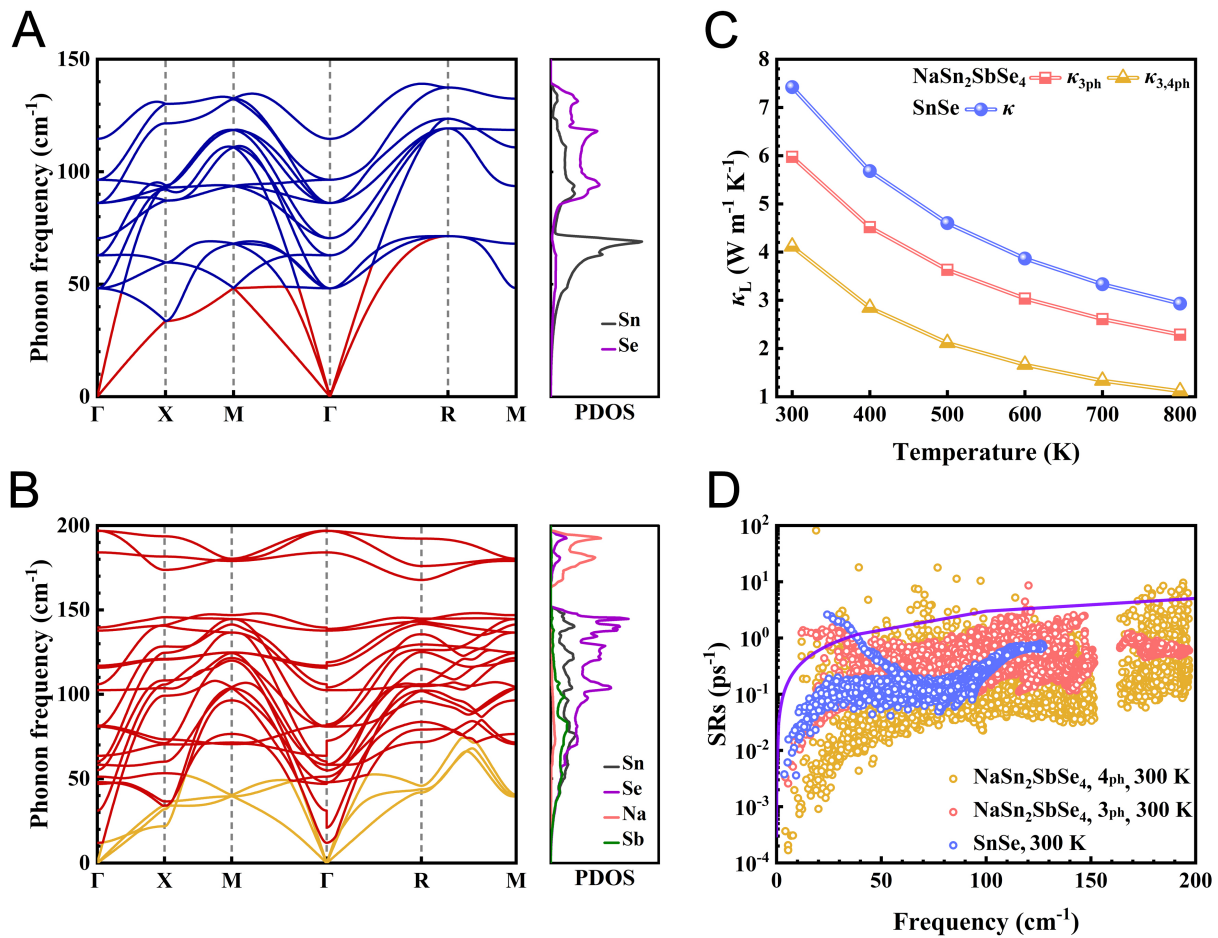 A
150
100
50
0
Phonon frequency (cm⁻¹)
Γ X M Γ R M
Sn
Se
PDOS
C
8
7
6
5
4
3
2
1
κL (W m⁻¹ K⁻¹)
NaSn₂SbSe₄ κ3ph κ3,4ph
SnSe κ
300 400 500 600 700 800
Temperature (K)
B
200
150
100
50
0
Phonon frequency (cm⁻¹)
Γ X M Γ R M
Sn
Se
Na
Sb
PDOS
D
10²
10¹
10⁰
10⁻¹
10⁻²
10⁻³
10⁻⁴
SRs (ps⁻¹)
NaSn₂SbSe₄, 4ph, 300 K
NaSn₂SbSe₄, 3ph, 300 K
SnSe, 300 K
0 50 100 150 200
Frequency (cm⁻¹)